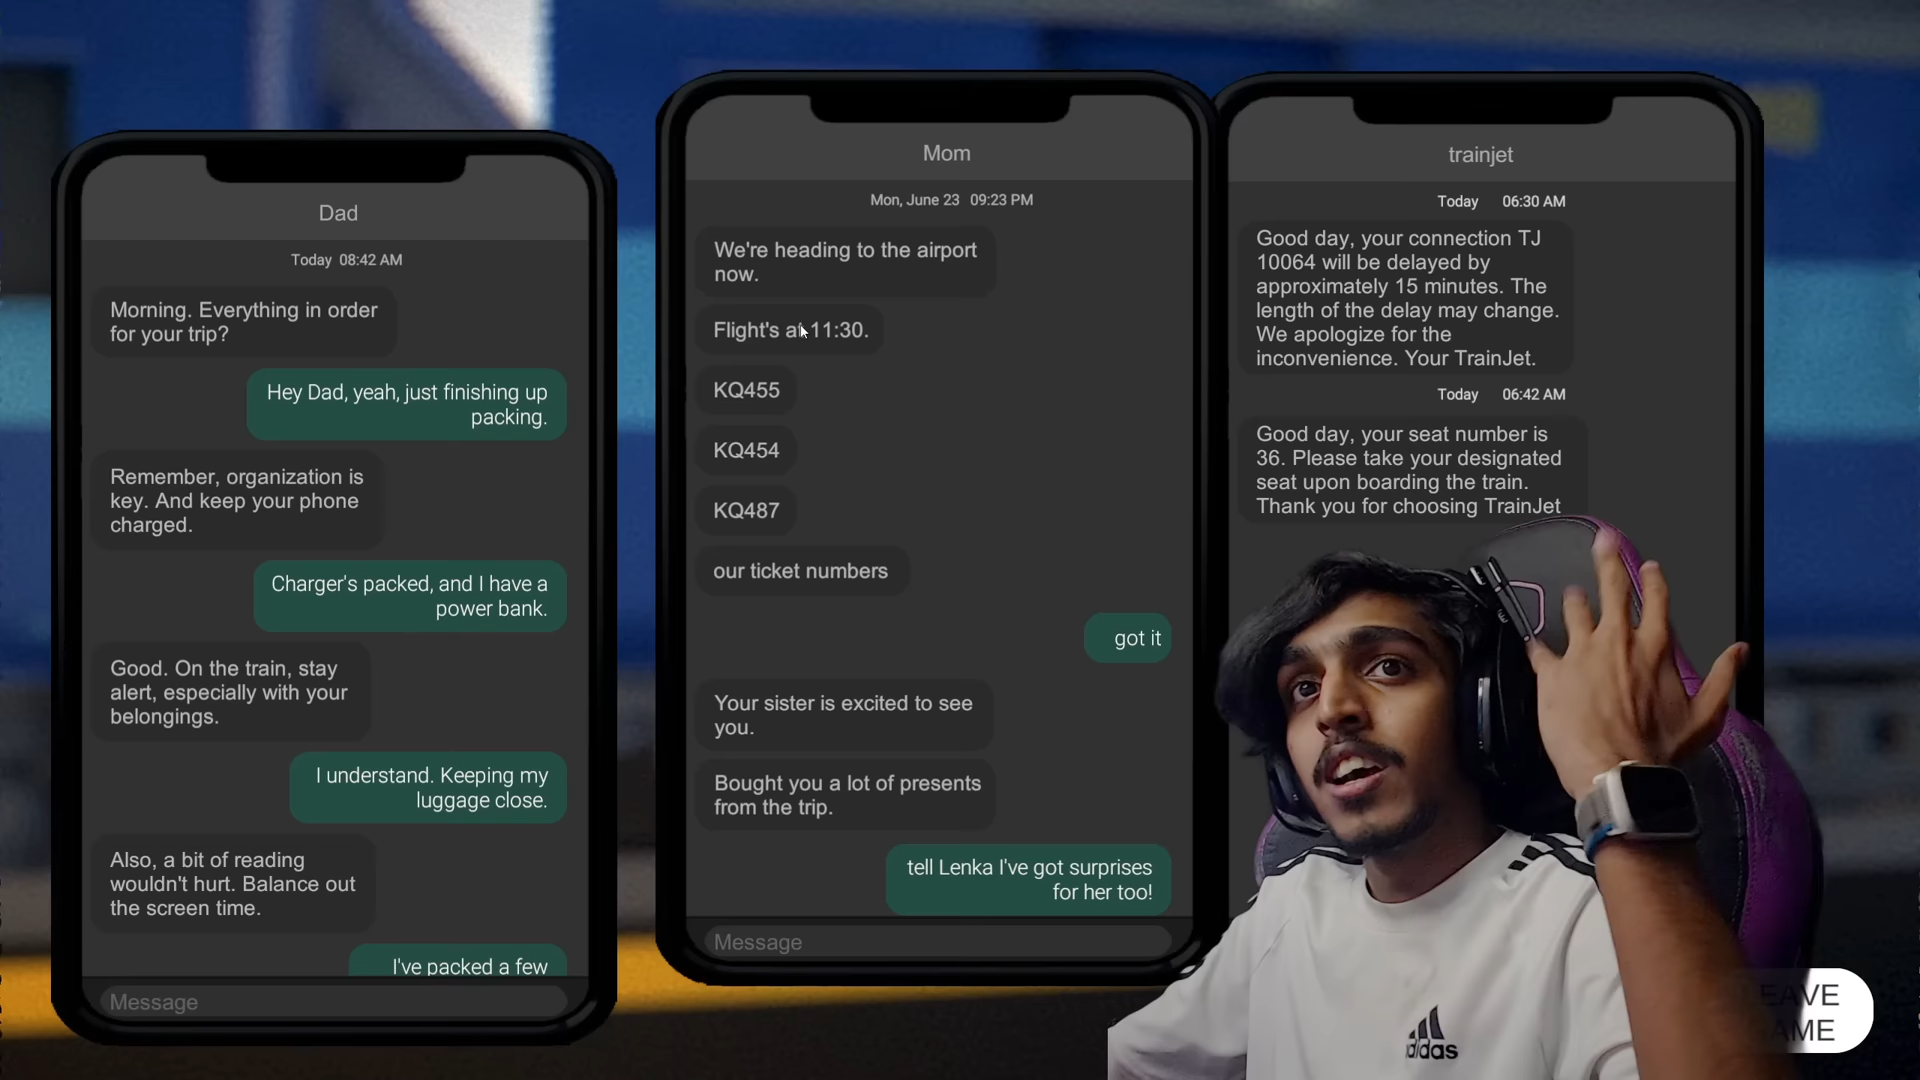 Dad
Today 08:42 AM
Morning. Everything in order
for your trip?
Hey Dad, yeah, just finishing up
packing.
Remember, organization is
key. And keep your phone
charged.
Charger's packed, and I have a
power bank.
Good. On the train, stay
alert, especially with your
belongings.
I understand. Keeping my
luggage close.
Also, a bit of reading
wouldn't hurt. Balance out
the screen time.
I've packed a few
Message
Mom
Mon, June 23 09:23 PM
We're heading to the airport
now.
Flight's at 11:30.
KQ455
KQ454
KQ487
our ticket numbers
got it
Your sister is excited to see
you.
Bought you a lot of presents
from the trip.
tell Lenka I've got surprises
for her too!
Message
trainjet
Today 06:30 AM
Good day, your connection TJ
10064 will be delayed by
approximately 15 minutes. The
length of the delay may change.
We apologize for the
inconvenience. Your TrainJet.
Today 06:42 AM
Good day, your seat number is
36. Please take your designated
seat upon boarding the train.
Thank you for choosing TrainJet
adidas